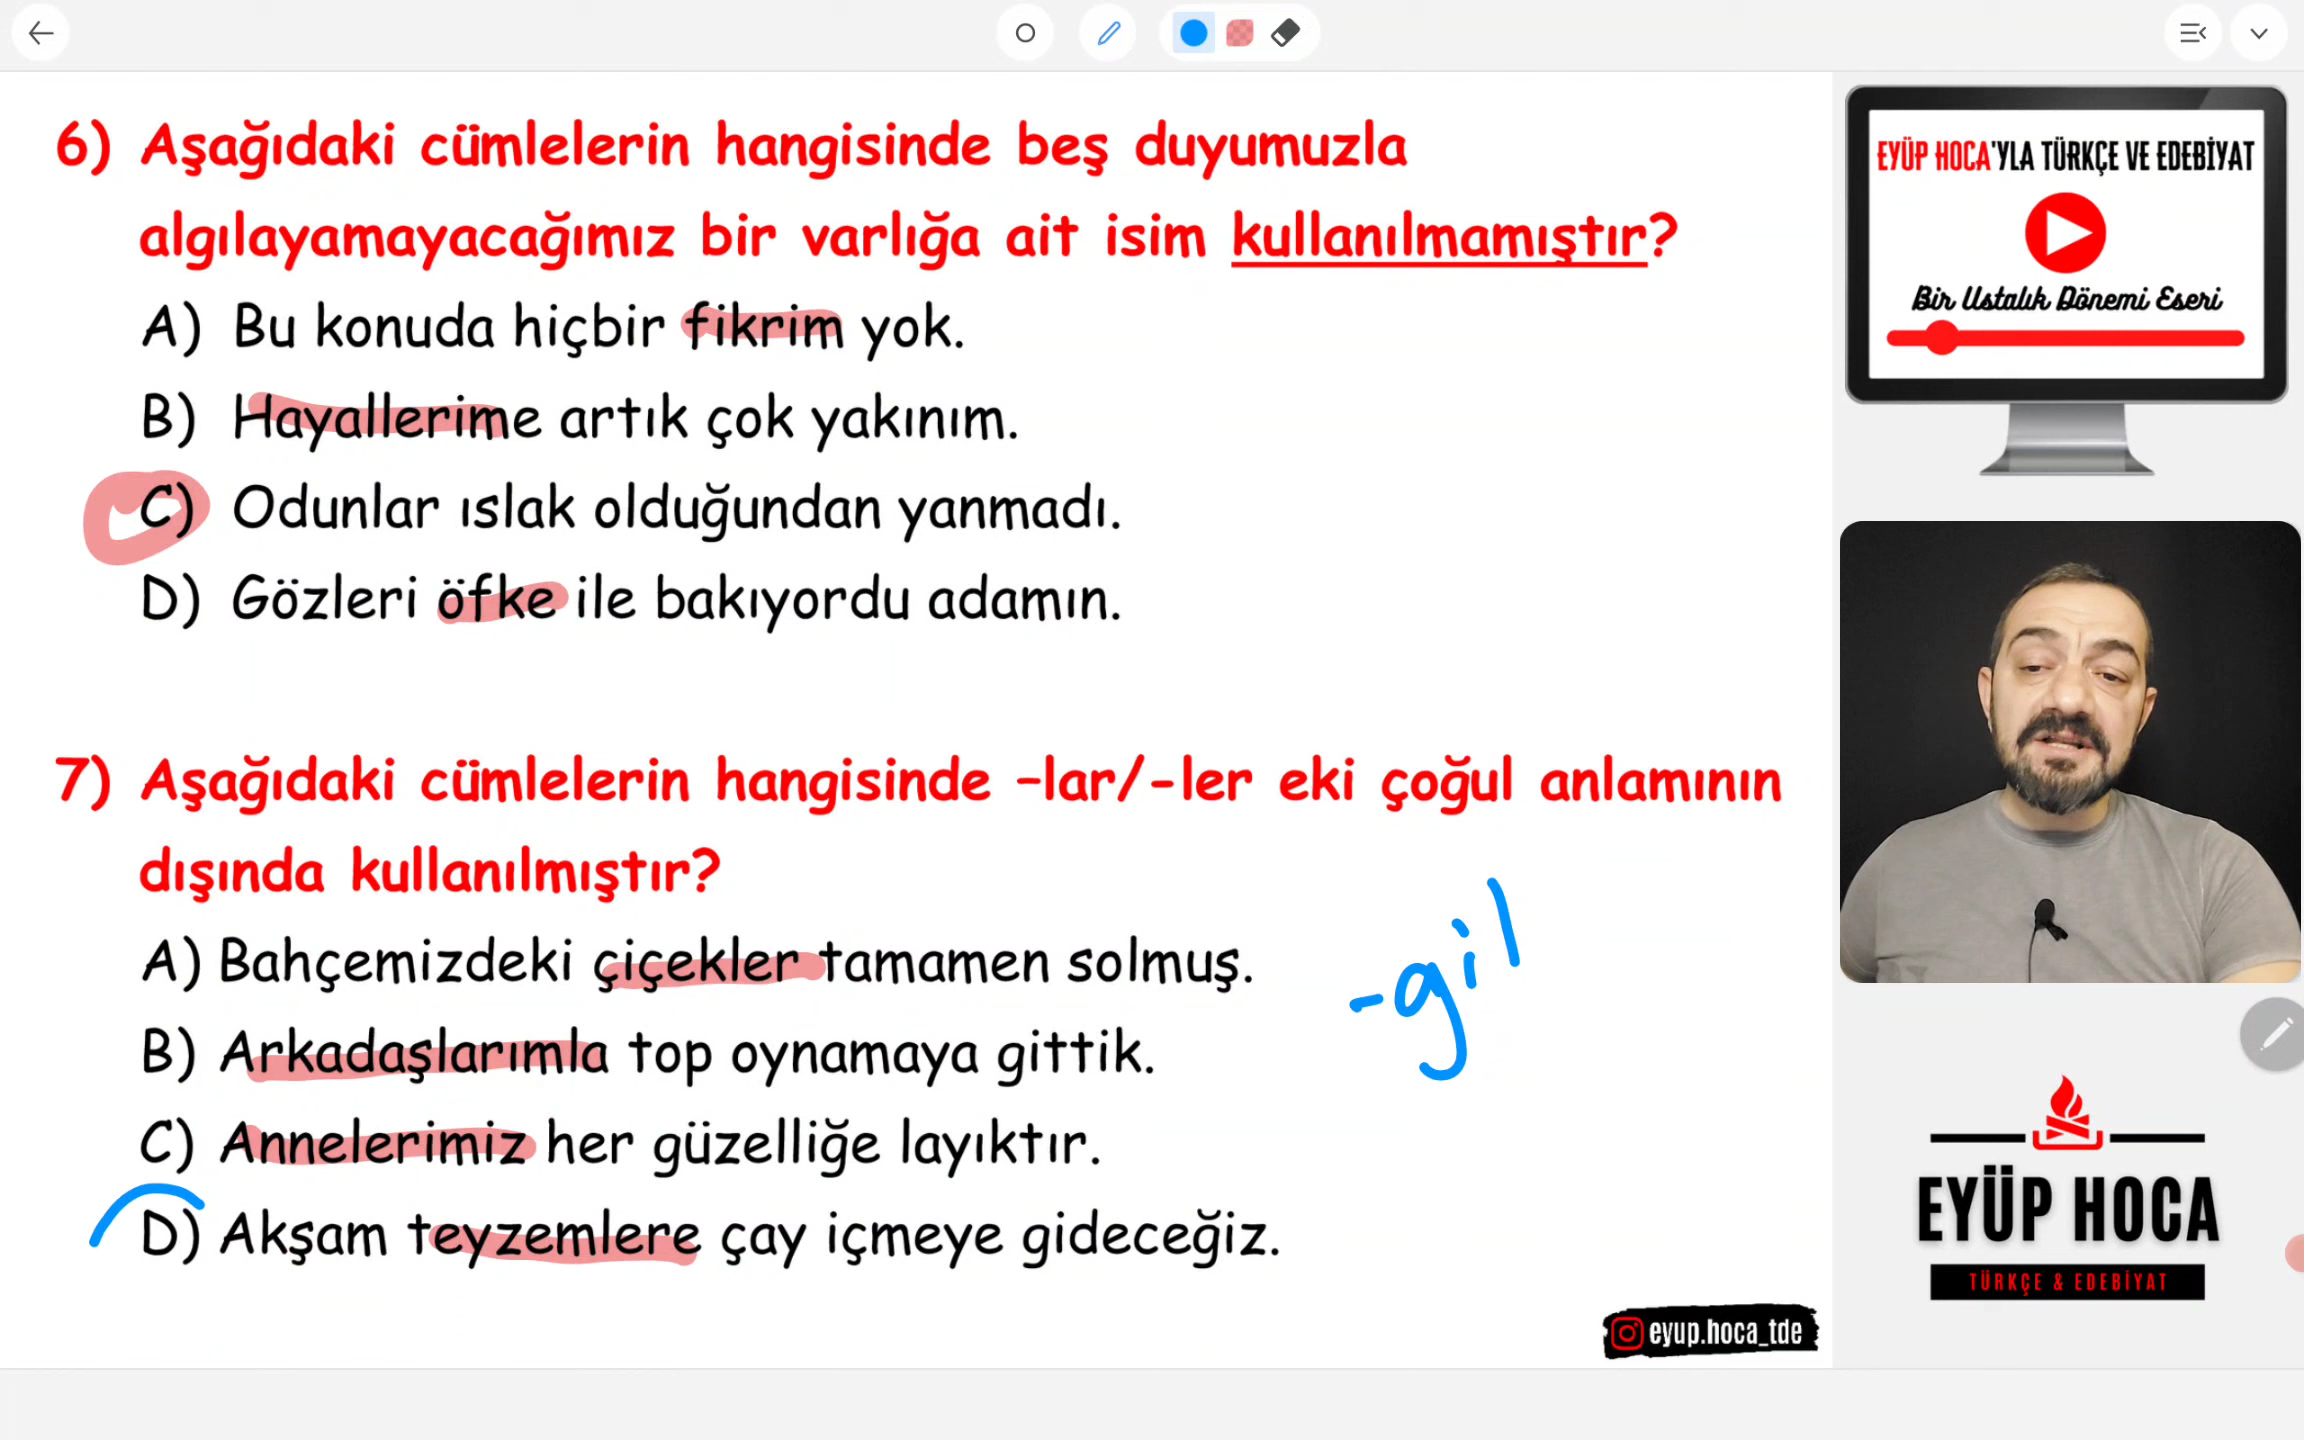 6) Aşağıdaki cümlelerin hangisinde beş duyumuzla
algılayamayacağımız bir varlığa ait isim kullanılmamıştır?
A) Bu konuda hiçbir fikrim yok.
B) Hayallerime artık çok yakınım.
C) Odunlar ıslak olduğundan yanmadı.
D) Gözleri öfke ile bakıyordu adamın.
7) Aşağıdaki cümlelerin hangisinde –lar/-ler eki çoğul anlamının
dışında kullanılmıştır?
A) Bahçemizdeki çiçekler tamamen solmuş.
B) Arkadaşlarımla top oynamaya gittik.
C) Annelerimiz her güzelliğe layıktır.
D) Akşam teyzemlere çay içmeye gideceğiz.
-gil
eyup.hoca_tde
EYÜP HOCA'YLA TÜRKÇE VE EDEBİYAT
Bir Ustalık Dönemi Eseri
EYÜP HOCA
TÜRKÇE & EDEBİYAT